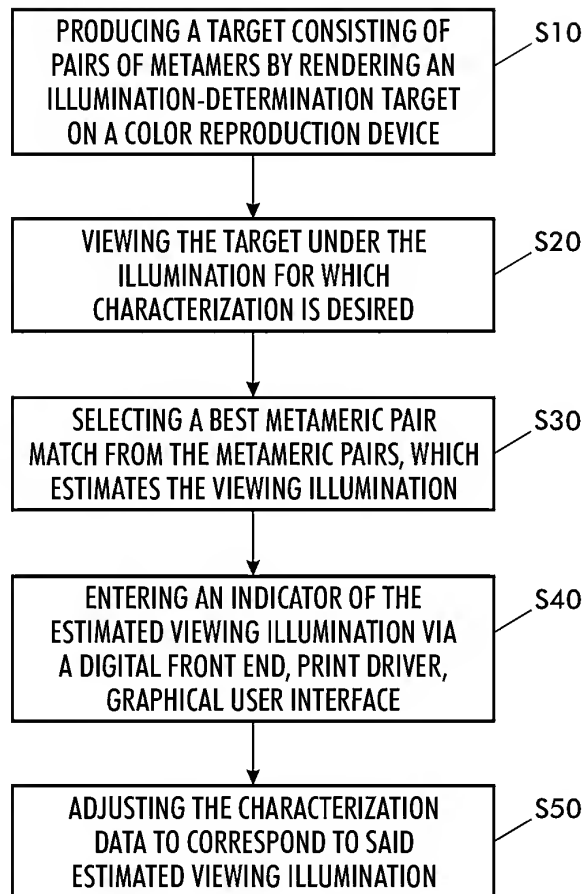 PRODUCING A TARGET CONSISTING OF
PAIRS OF METAMERS BY RENDERING AN
ILLUMINATION-DETERMINATION TARGET
ON A COLOR REPRODUCTION DEVICE
S10
VIEWING THE TARGET UNDER THE
ILLUMINATION FOR WHICH
CHARACTERIZATION IS DESIRED
S20
SELECTING A BEST METAMERIC PAIR
MATCH FROM THE METAMERIC PAIRS, WHICH
ESTIMATES THE VIEWING ILLUMINATION
S30
ENTERING AN INDICATOR OF THE
ESTIMATED VIEWING ILLUMINATION VIA
A DIGITAL FRONT END, PRINT DRIVER,
GRAPHICAL USER INTERFACE
S40
ADJUSTING THE CHARACTERIZATION
DATA TO CORRESPOND TO SAID
ESTIMATED VIEWING ILLUMINATION
S50